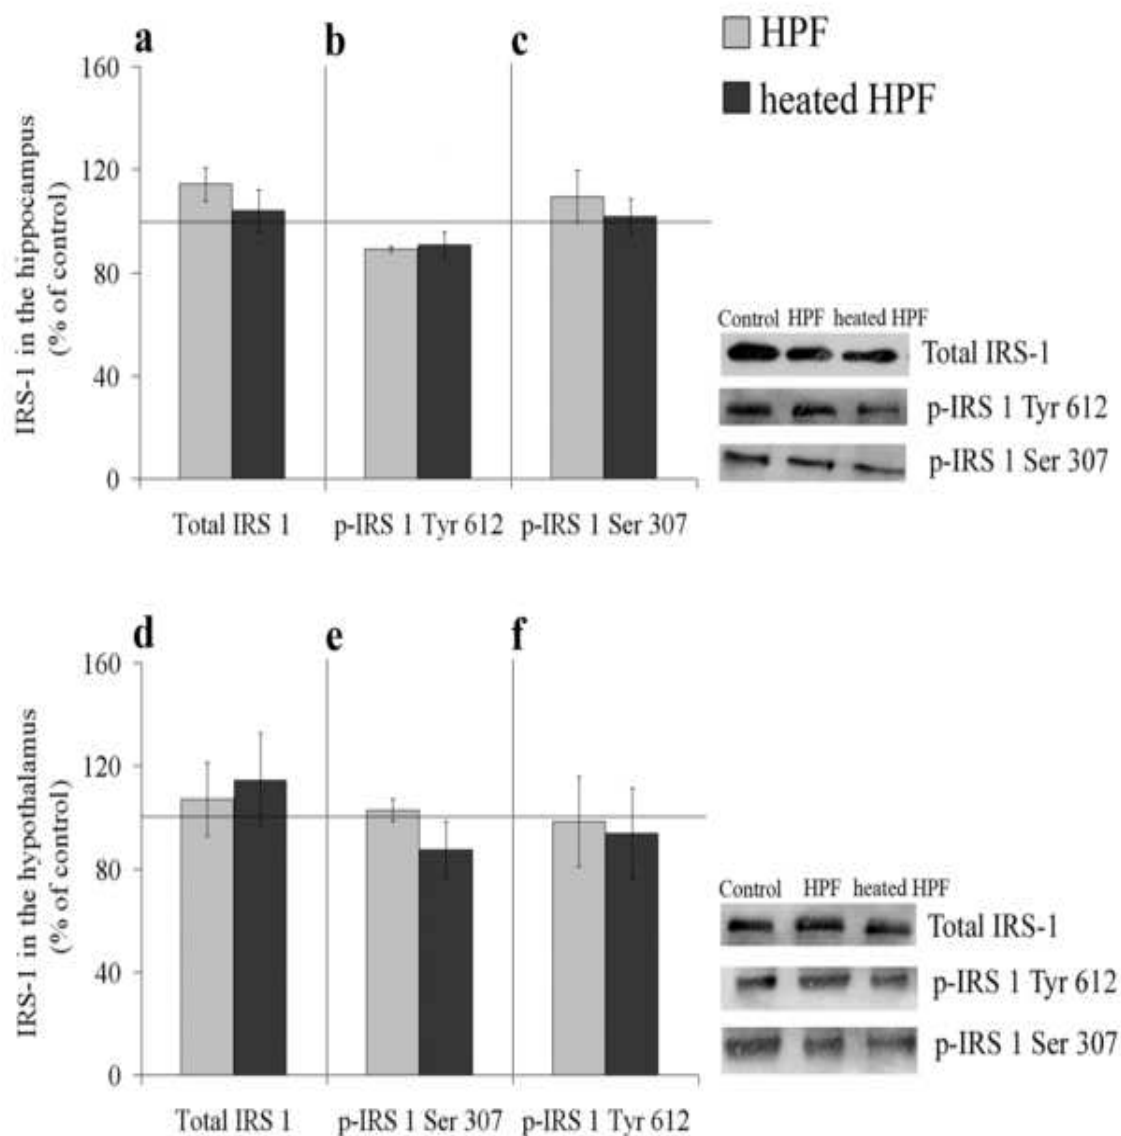 a b c
HPF
heated HPF
IRS-1 in the hippocampus
(% of control)
160
120
80
40
0
Total IRS 1 p-IRS 1 Tyr 612 p-IRS 1 Ser 307
Control HPF heated HPF
Total IRS-1
p-IRS 1 Tyr 612
p-IRS 1 Ser 307
d e f
IRS-1 in the hypothalamus
(% of control)
160
120
80
40
0
Total IRS 1 p-IRS 1 Ser 307 p-IRS 1 Tyr 612
Control HPF heated HPF
Total IRS-1
p-IRS 1 Tyr 612
p-IRS 1 Ser 307